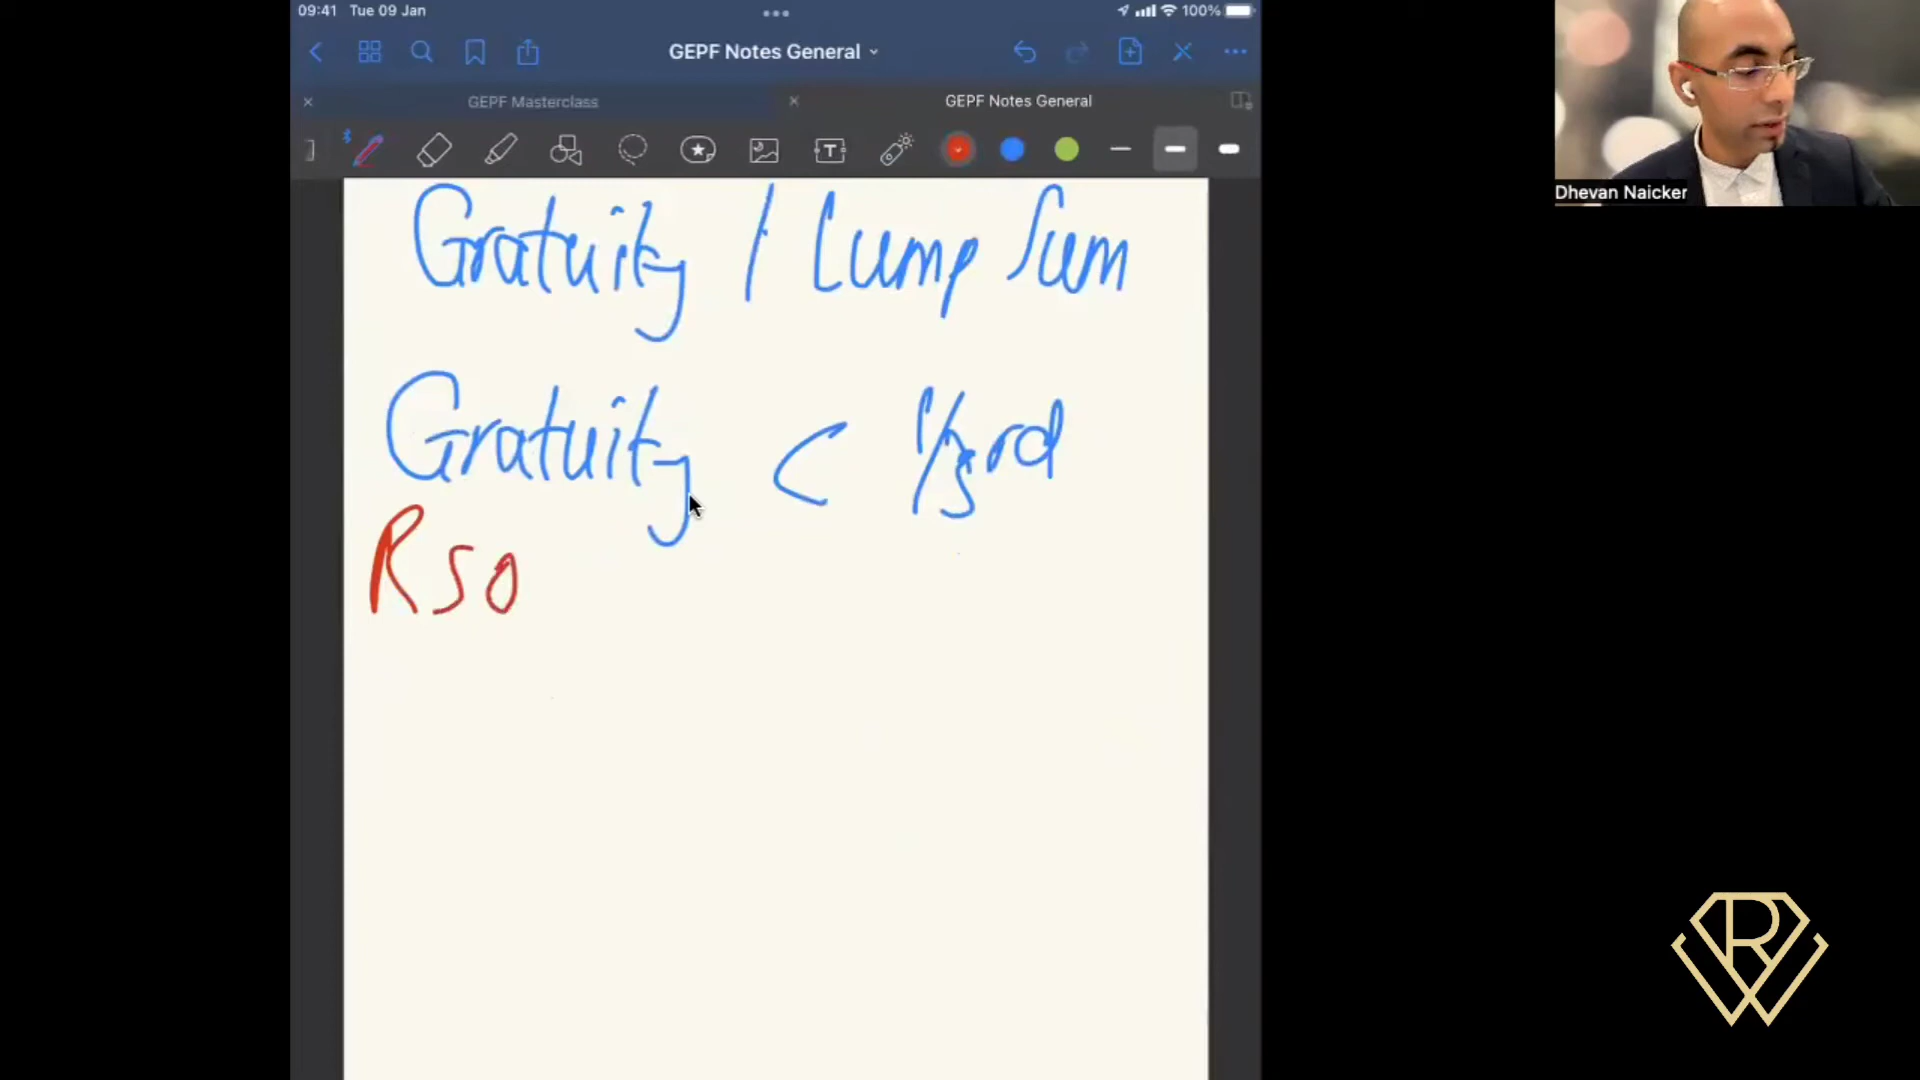 09:41 Tue 09 Jan
100%
GEPF Notes General
GEPF Masterclass
GEPF Notes General
T
Dhevan Naicker
Gratuity / Lump Sum
Gratuity < 1/3rd
R50
RW